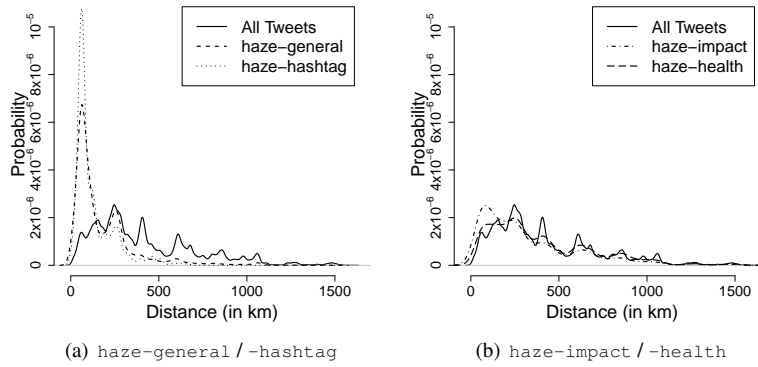 All Tweets
haze−general
haze−hashtag
Probability
0 2x10⁻⁶ 4x10⁻⁶ 6x10⁻⁶ 8x10⁻⁶ 10⁻⁵
0 500 1000 1500
Distance (in km)
(a) haze-general / -hashtag
All Tweets
haze−impact
haze−health
Probability
0 2x10⁻⁶ 4x10⁻⁶ 6x10⁻⁶ 8x10⁻⁶ 10⁻⁵
0 500 1000 1500
Distance (in km)
(b) haze-impact / -health